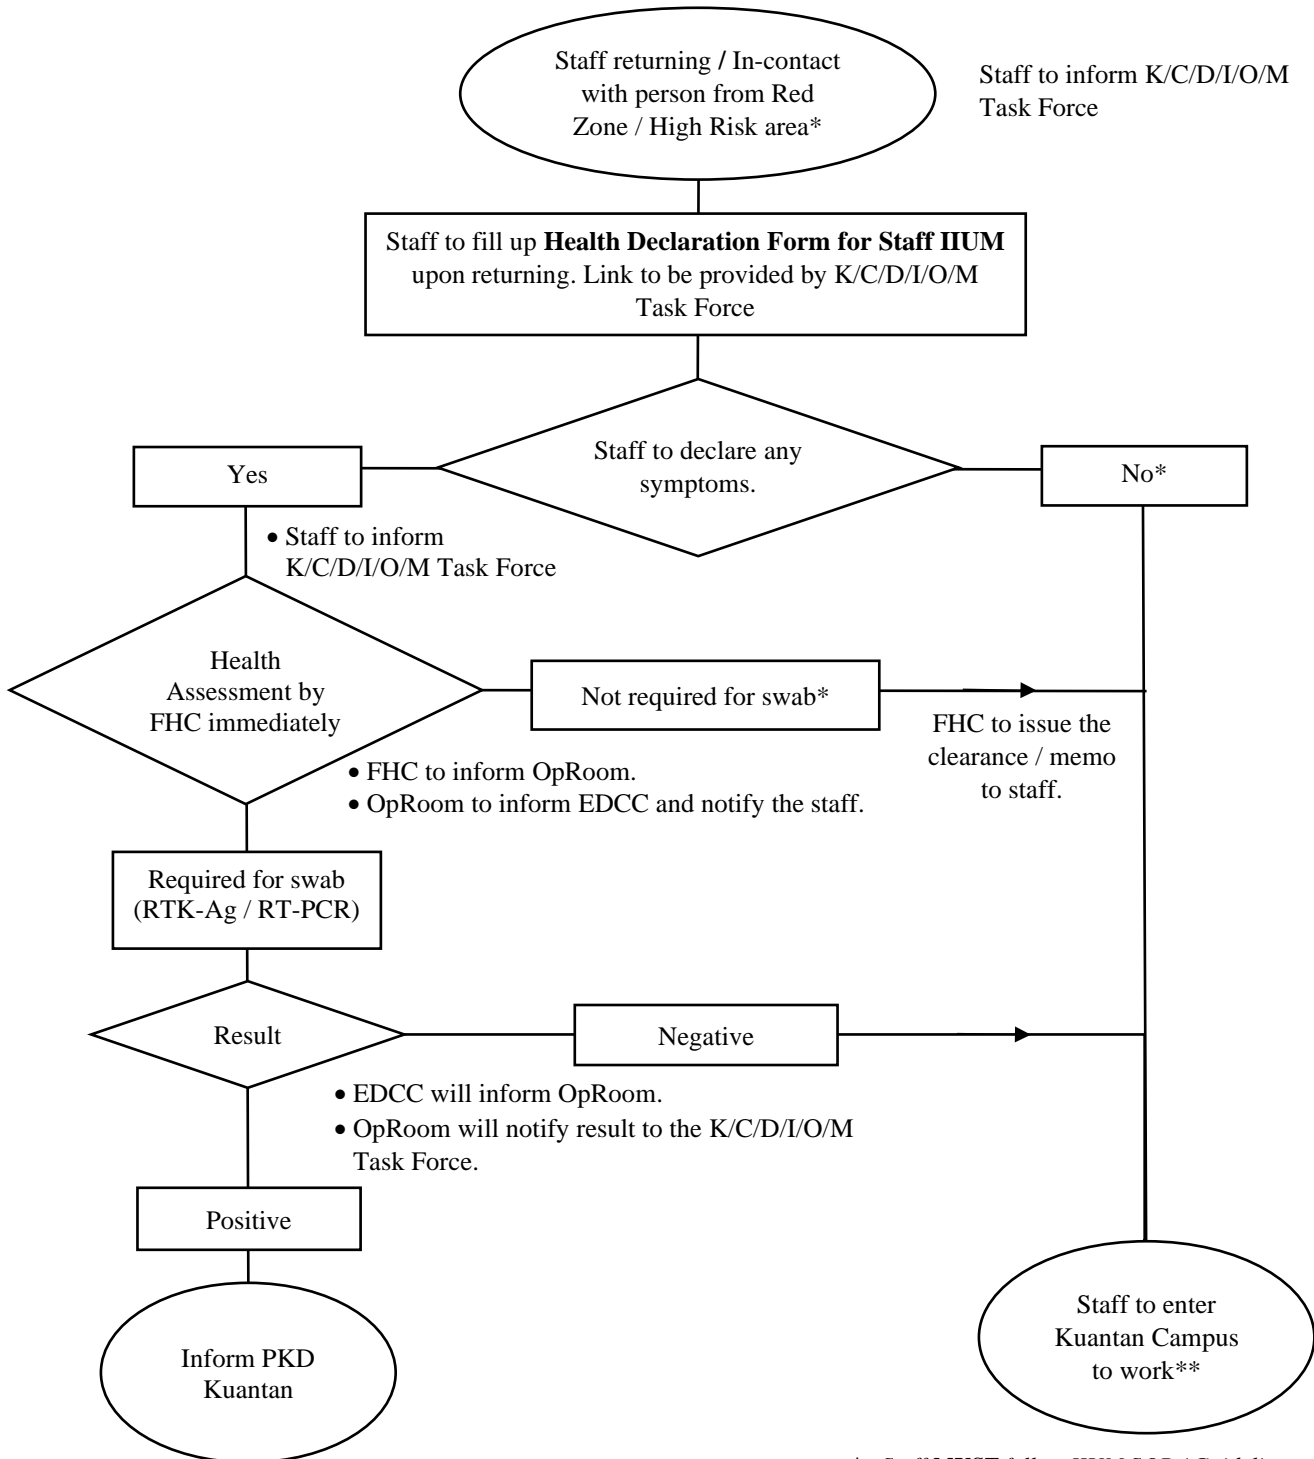 Staff returning / In-contact
with person from Red
Zone / High Risk area*
Staff to inform K/C/D/I/O/M
Task Force
Staff to fill up Health Declaration Form for Staff IIUM
upon returning. Link to be provided by K/C/D/I/O/M
Task Force
Staff to declare any
symptoms.
Yes
No*
• Staff to inform
K/C/D/I/O/M Task Force
Health
Assessment by
FHC immediately
Not required for swab*
FHC to issue the
clearance / memo
to staff.
• FHC to inform OpRoom.
• OpRoom to inform EDCC and notify the staff.
Required for swab
(RTK-Ag / RT-PCR)
Result
Negative
• EDCC will inform OpRoom.
• OpRoom will notify result to the K/C/D/I/O/M
Task Force.
Positive
Inform PKD
Kuantan
Staff to enter
Kuantan Campus
to work**
Staff MUST follow